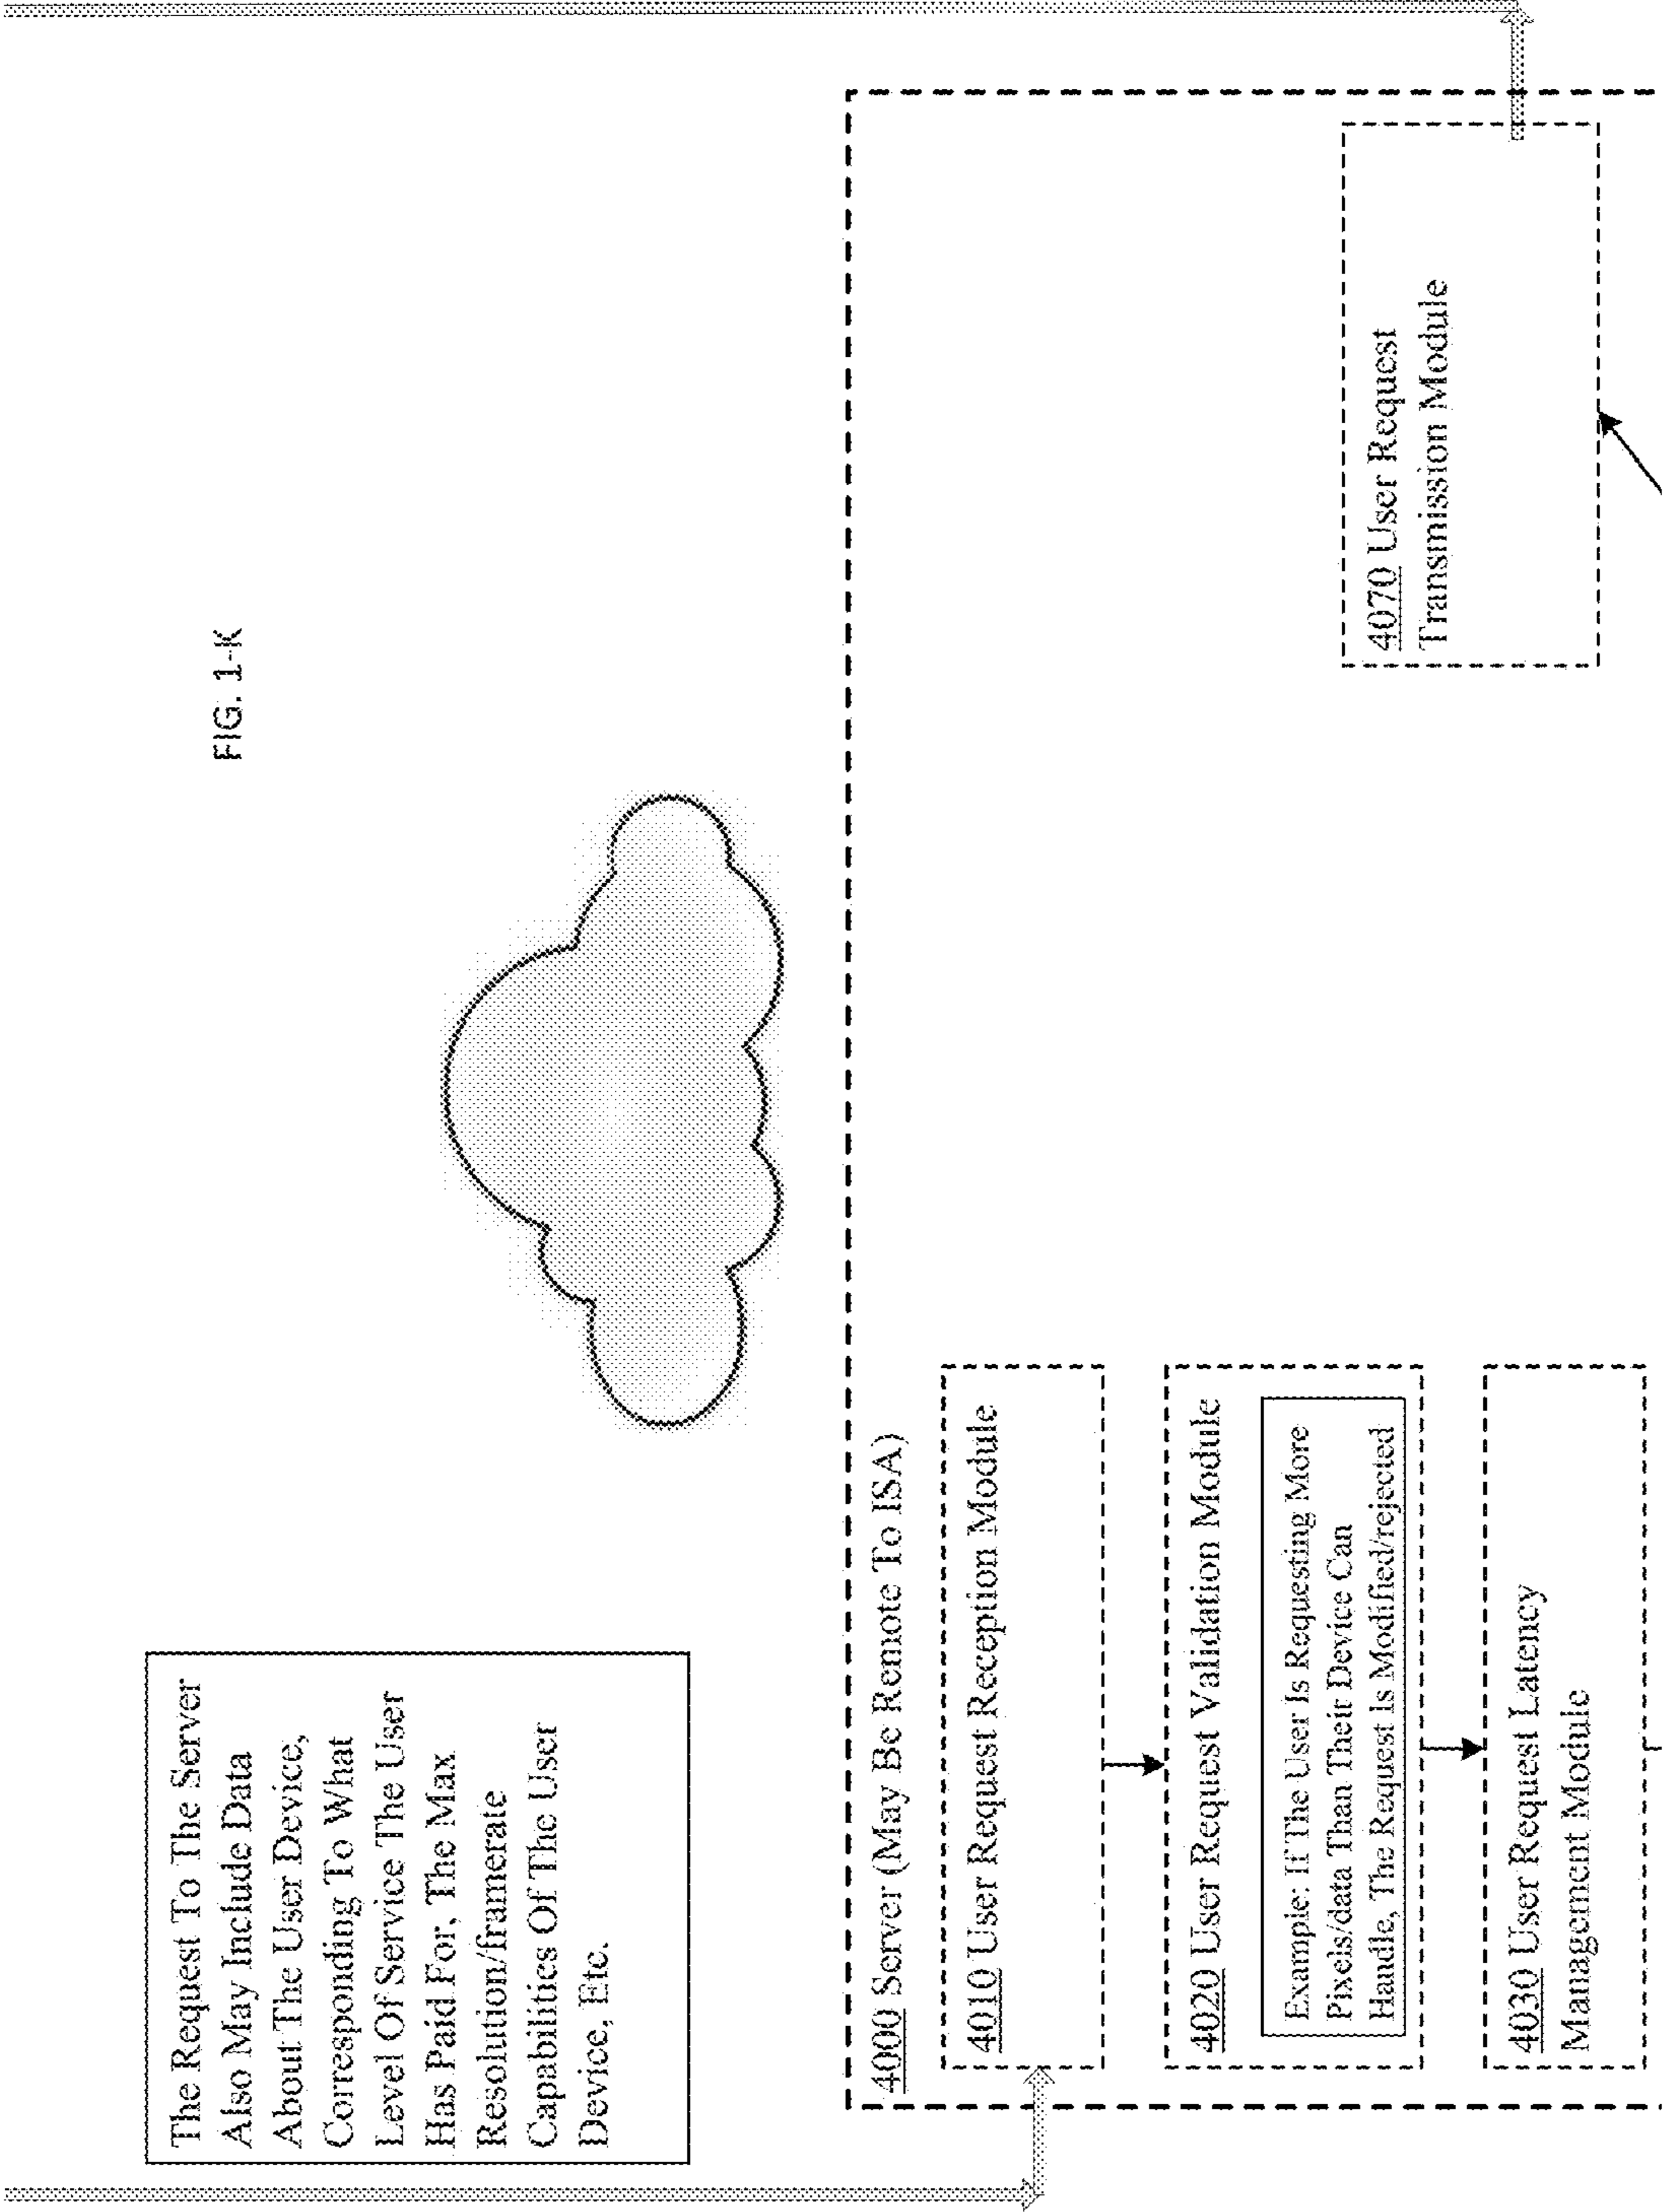 FIG. 1-K
The Request To The Server
Also May Include Data
About The User Device,
Corresponding To What
Level Of Service The User
Has Paid For, The Max
Resolution/framerate
Capabilities Of The User
Device, Etc.
4000 Server (May Be Remote To ISA)
4010 User Request Reception Module
4020 User Request Validation Module
Example: If The User Is Requesting More
Pixels/data Than Their Device Can
Handle, The Request Is Modified/rejected
4030 User Request Latency
Management Module
4070 User Request
Transmission Module